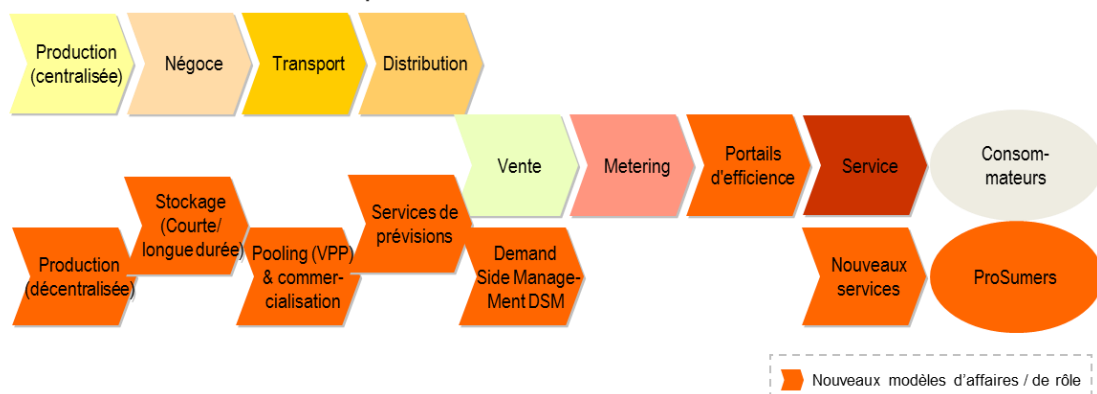 Production
(centralisée)
Négoce
Transport
Distribution
Vente
Metering
Portails
d'efficience
Service
Consom-
mateurs
Production
(décentralisée)
Stockage
(Courte/
longue durée)
Pooling (VPP)
& commer-
cialisation
Services de
prévisions
Demand
Side Manage-
Ment DSM
Nouveaux
services
ProSumers
Nouveaux modèles d'affaires / de rôle